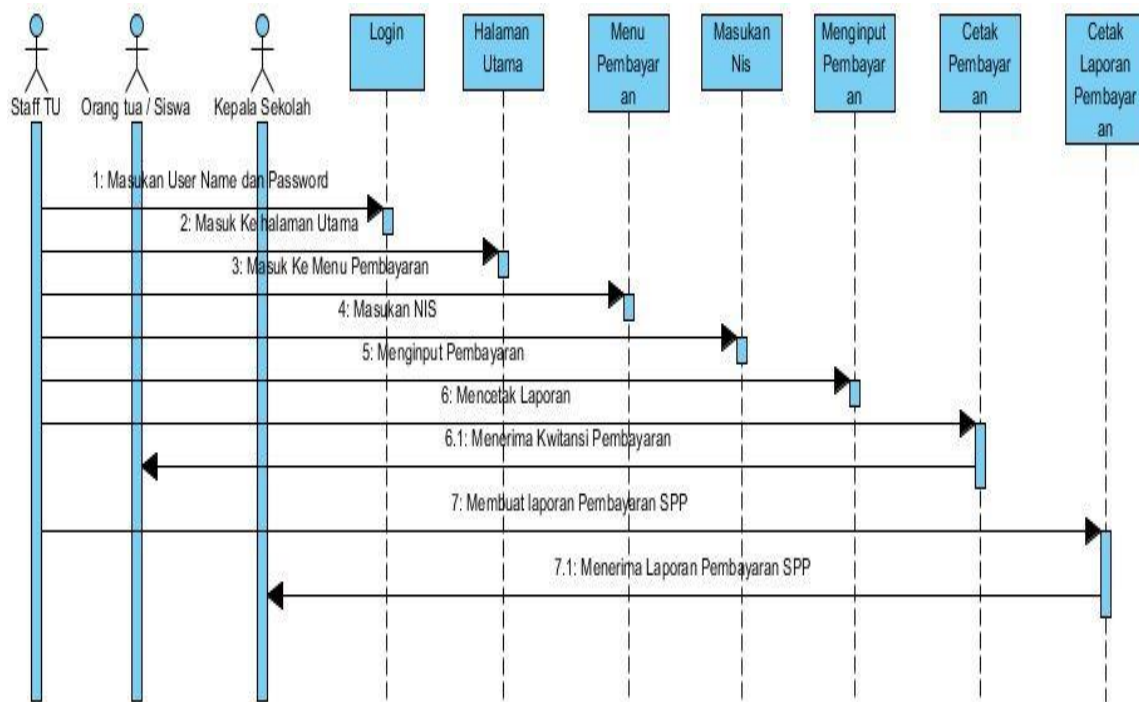 Login
Halaman
Utama
Menu
Pembayar
an
Masukan
Nis
Menginput
Pembayar
an
Cetak
Pembayar
an
Cetak
Laporan
Pembayar
an
Staff TU
Orang tua / Siswa
Kepala Sekolah
1: Masukan User Name dan Password
2: Masuk Ke halaman Utama
3: Masuk Ke Menu Pembayaran
4: Masukan NIS
5: Menginput Pembayaran
6: Mencetak Laporan
6.1: Menerima Kwitansi Pembayaran
7: Membuat laporan Pembayaran SPP
7.1: Menerima Laporan Pembayaran SPP